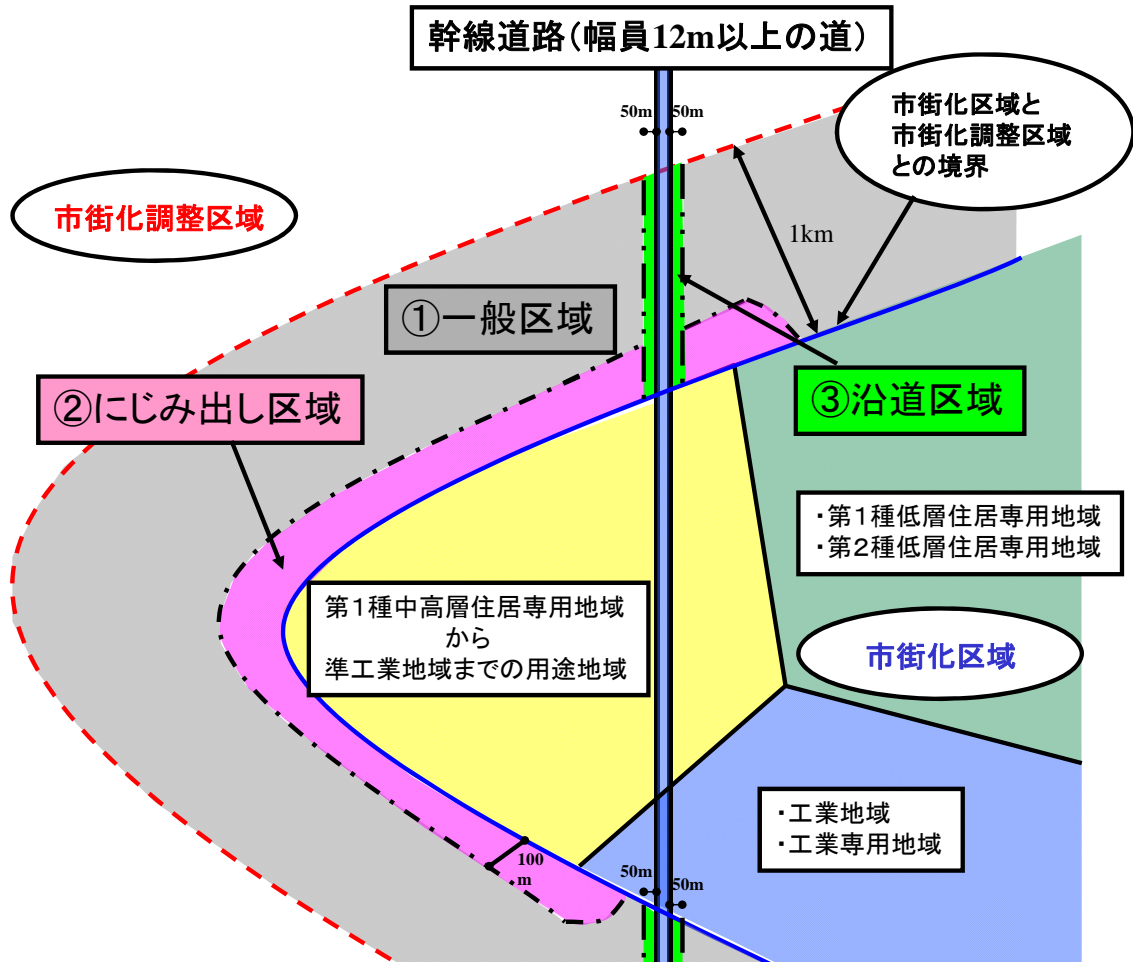 幹線道路(幅員12m以上の道)
50m
50m
市街化区域と
市街化調整区域
との境界
市街化調整区域
1km
①一般区域
②にじみ出し区域
③沿道区域
・第1種低層住居専用地域
・第2種低層住居専用地域
第1種中高層住居専用地域
から
準工業地域までの用途地域
市街化区域
・工業地域
・工業専用地域
100
m
50m
50m